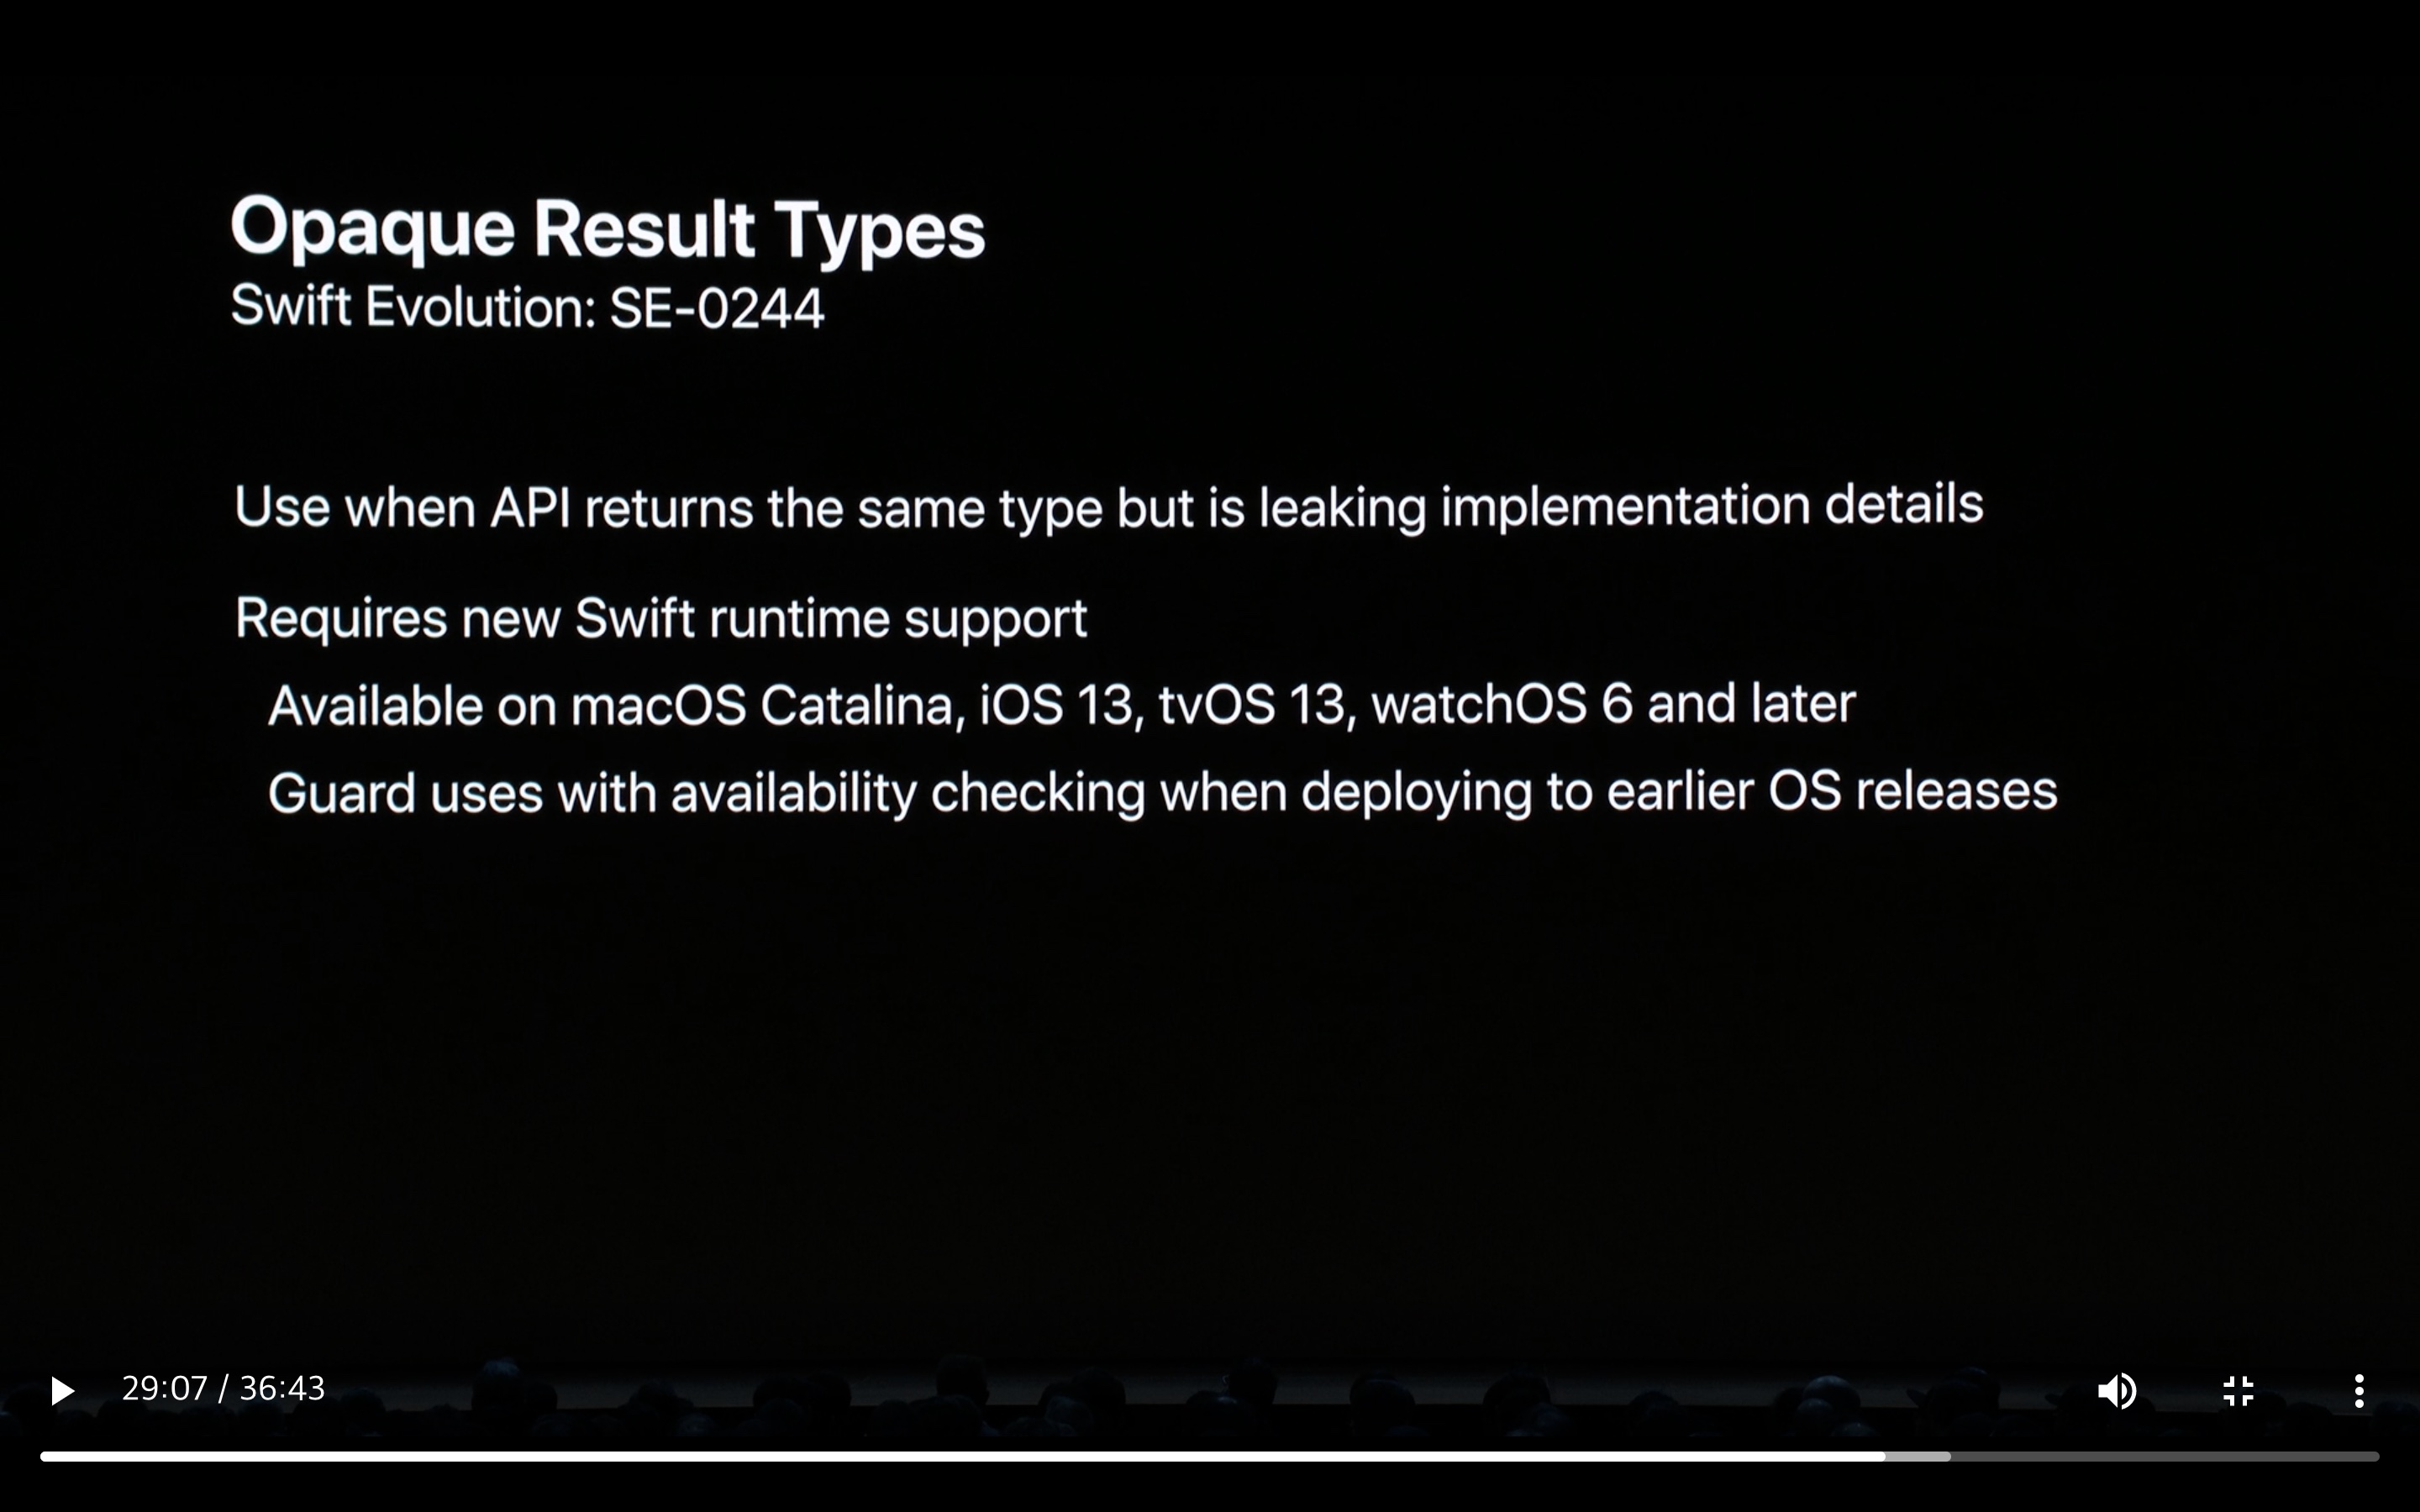 Opaque Result Types
Swift Evolution: SE-0244
Use when API returns the same type but is leaking implementation details
Requires new Swift runtime support
Available on macOS Catalina, iOS 13, tvOS 13, watchOS 6 and later
Guard uses with availability checking when deploying to earlier OS releases
29:07 / 36:43